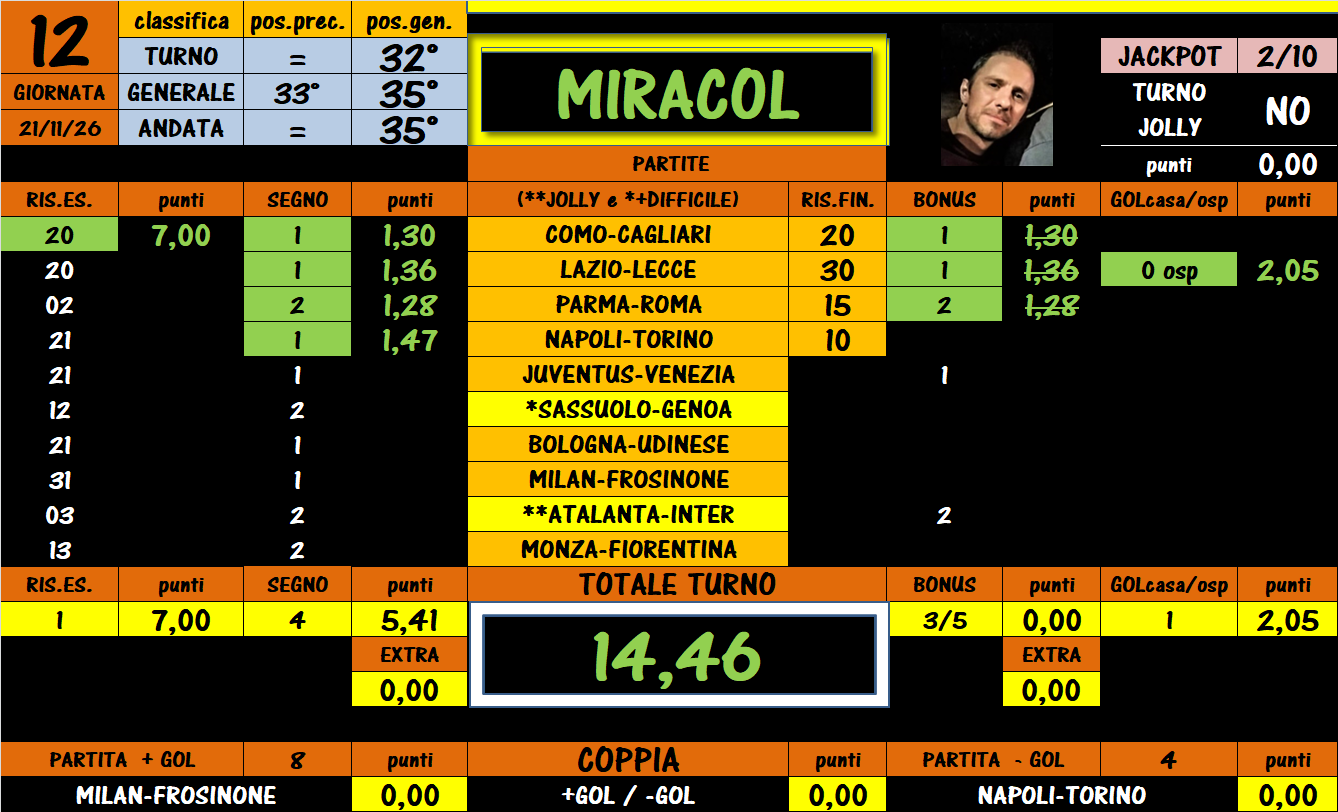 12 classifica pos.prec. pos.gen.
TURNO = 32° JACKPOT 2/10
GIORNATA GENERALE 33° 35° MIRACOL TURNO JOLLY NO
21/11/26 ANDATA = 35°
PARTITE punti 0,00
RIS.ES. punti SEGNO punti (**JOLLY e *+DIFFICILE) RIS.FIN. BONUS punti GOLcasa/osp punti
20 7,00 1 1,30 COMO-CAGLIARI 20 1 1,30
20 1 1,36 LAZIO-LECCE 30 1 1,36 0 osp 2,05
02 2 1,28 PARMA-ROMA 15 2 1,28
21 1 1,47 NAPOLI-TORINO 10
21 1 JUVENTUS-VENEZIA 1
12 2 *SASSUOLO-GENOA
21 1 BOLOGNA-UDINESE
31 1 MILAN-FROSINONE
03 2 **ATALANTA-INTER 2
13 2 MONZA-FIORENTINA
RIS.ES. punti SEGNO punti TOTALE TURNO BONUS punti GOLcasa/osp punti
1 7,00 4 5,41 14,46 3/5 0,00 1 2,05
EXTRA EXTRA
0,00 0,00
PARTITA + GOL 8 punti COPPIA punti PARTITA - GOL 4 punti
MILAN-FROSINONE 0,00 +GOL / -GOL 0,00 NAPOLI-TORINO 0,00